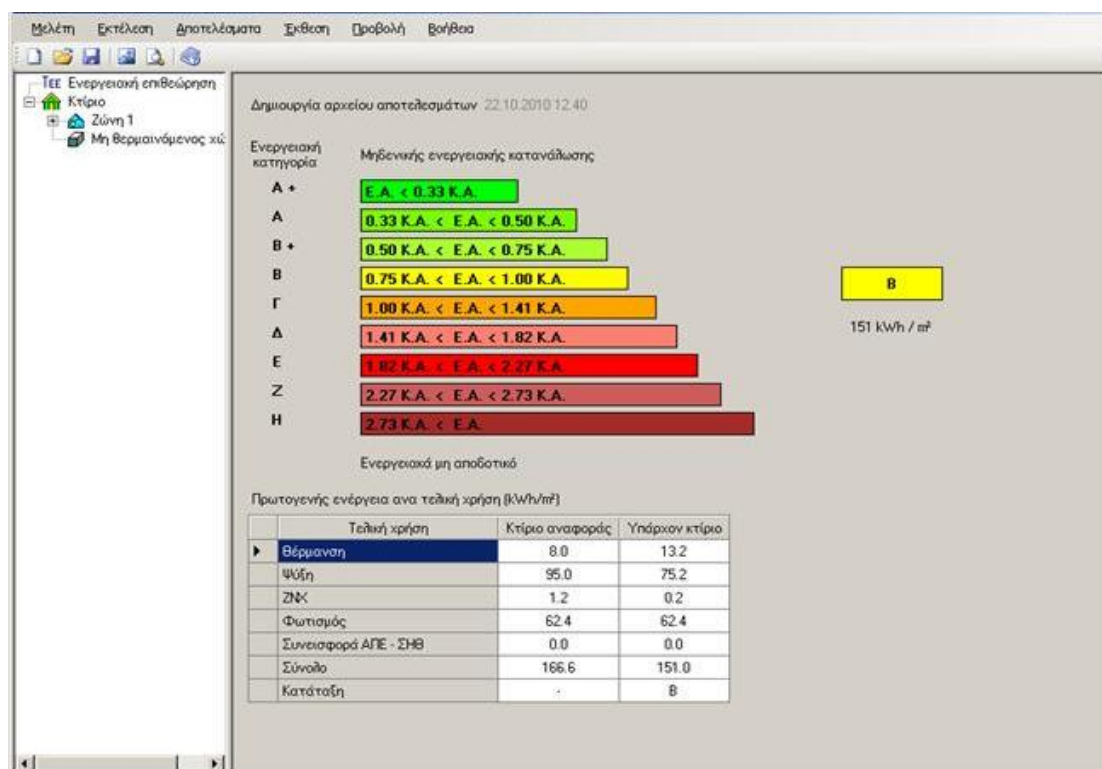 Μελέτη Εκτέλεση Αποτελέσματα Έκθεση Προβολή Βοήθεια
ΤΕΕ Ενεργειακή επιθεώρηση
Κτίριο
Ζώνη 1
Μη θερμαινόμενος χώ
Δημιουργία αρχείου αποτελεσμάτων 22.10.2010 12.40
Ενεργειακή
κατηγορία
Μηδενικής ενεργειακής κατανάλωσης
Α + Ε.Α. < 0.33 Κ.Α.
Α 0.33 Κ.Α. < Ε.Α. < 0.50 Κ.Α.
Β + 0.50 Κ.Α. < Ε.Α. < 0.75 Κ.Α.
Β 0.75 Κ.Α. < Ε.Α. < 1.00 Κ.Α. Β
Γ 1.00 Κ.Α. < Ε.Α. < 1.41 Κ.Α.
Δ 1.41 Κ.Α. < Ε.Α. < 1.82 Κ.Α. 151 kWh / m²
Ε 1.82 Κ.Α. < Ε.Α. < 2.27 Κ.Α.
Ζ 2.27 Κ.Α. < Ε.Α. < 2.73 Κ.Α.
Η 2.73 Κ.Α. < Ε.Α.
Ενεργειακά μη αποδοτικό
Πρωτογενής ενέργεια ανα τελική χρήση (kWh/m²)
Τελική χρήση Κτίριο αναφοράς Υπάρχον κτίριο
Θέρμανση 8.0 13.2
Ψύξη 95.0 75.2
ΖΝΧ 1.2 0.2
Φωτισμός 62.4 62.4
Συνεισφορά ΑΠΕ - ΣΗΘ 0.0 0.0
Σύνολο 166.6 151.0
Κατάταξη - Β